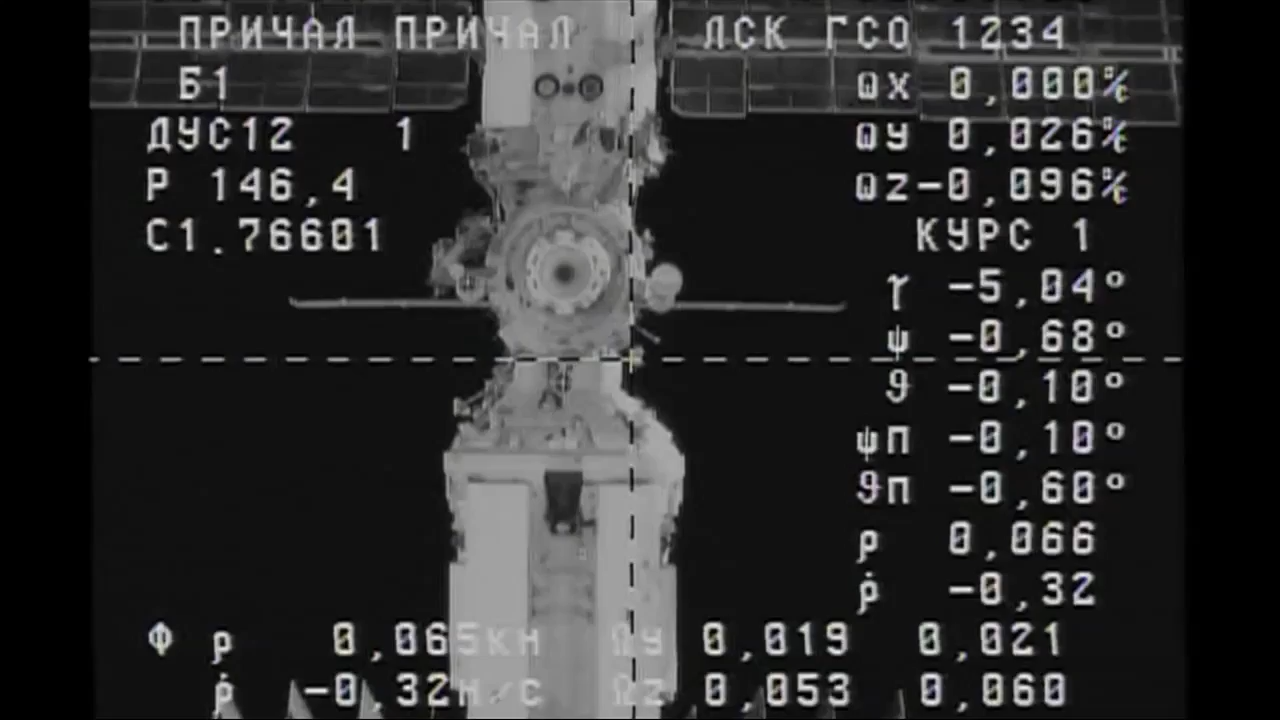 ПРИЧАЛ ПРИЧАЛ ЛСК ГСО 1234
Б1 ΩX 0,000°/с
ДУС12 1 ΩУ 0,026°/с
Р 146,4 ΩZ-0,096°/с
С1.76601 КУРС 1
γ -5,04°
ψ -0,68°
ϑ -0,10°
ψП -0,10°
ϑП -0,60°
ρ 0,066
ρ̇ -0,32
Ф ρ 0,065КМ ΩУ 0,019 0,021
ρ̇ -0,32М/С ΩZ 0,053 0,060